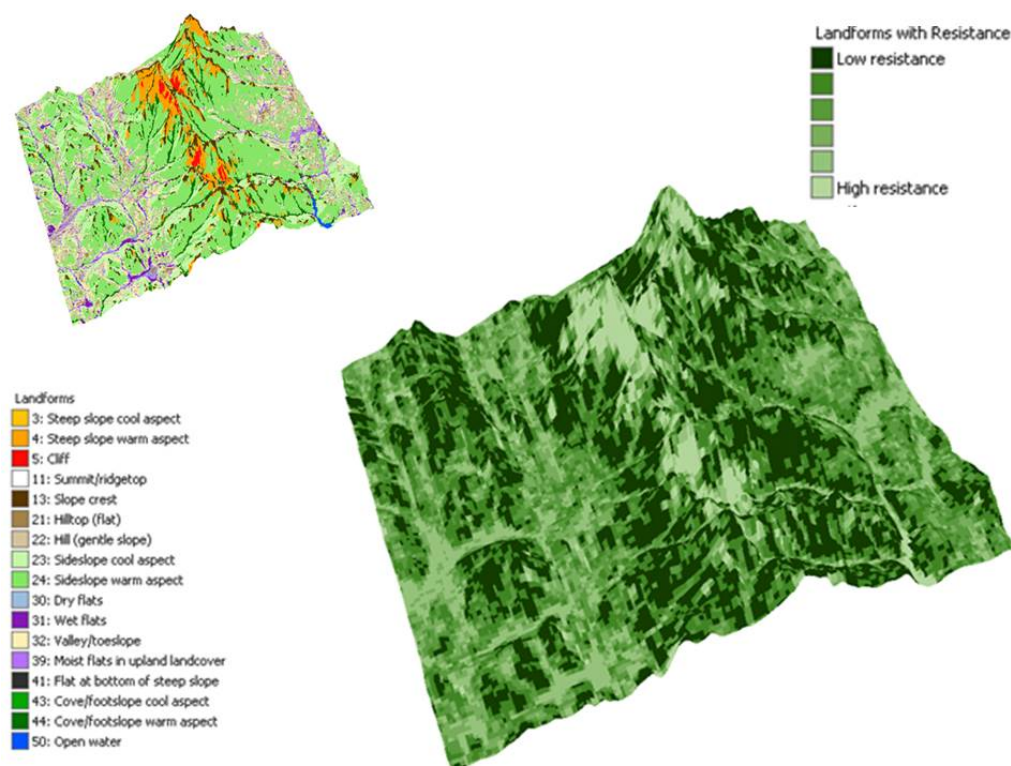 Landforms with Resistance
Low resistance
High resistance
Landforms
3: Steep slope cool aspect
4: Steep slope warm aspect
5: Cliff
11: Summit/ridgetop
13: Slope crest
21: Hilltop (flat)
22: Hill (gentle slope)
23: Sideslope cool aspect
24: Sideslope warm aspect
30: Dry flats
31: Wet flats
32: Valley/toeslope
39: Moist flats in upland landcover
41: Flat at bottom of steep slope
43: Cove/footslope cool aspect
44: Cove/footslope warm aspect
50: Open water